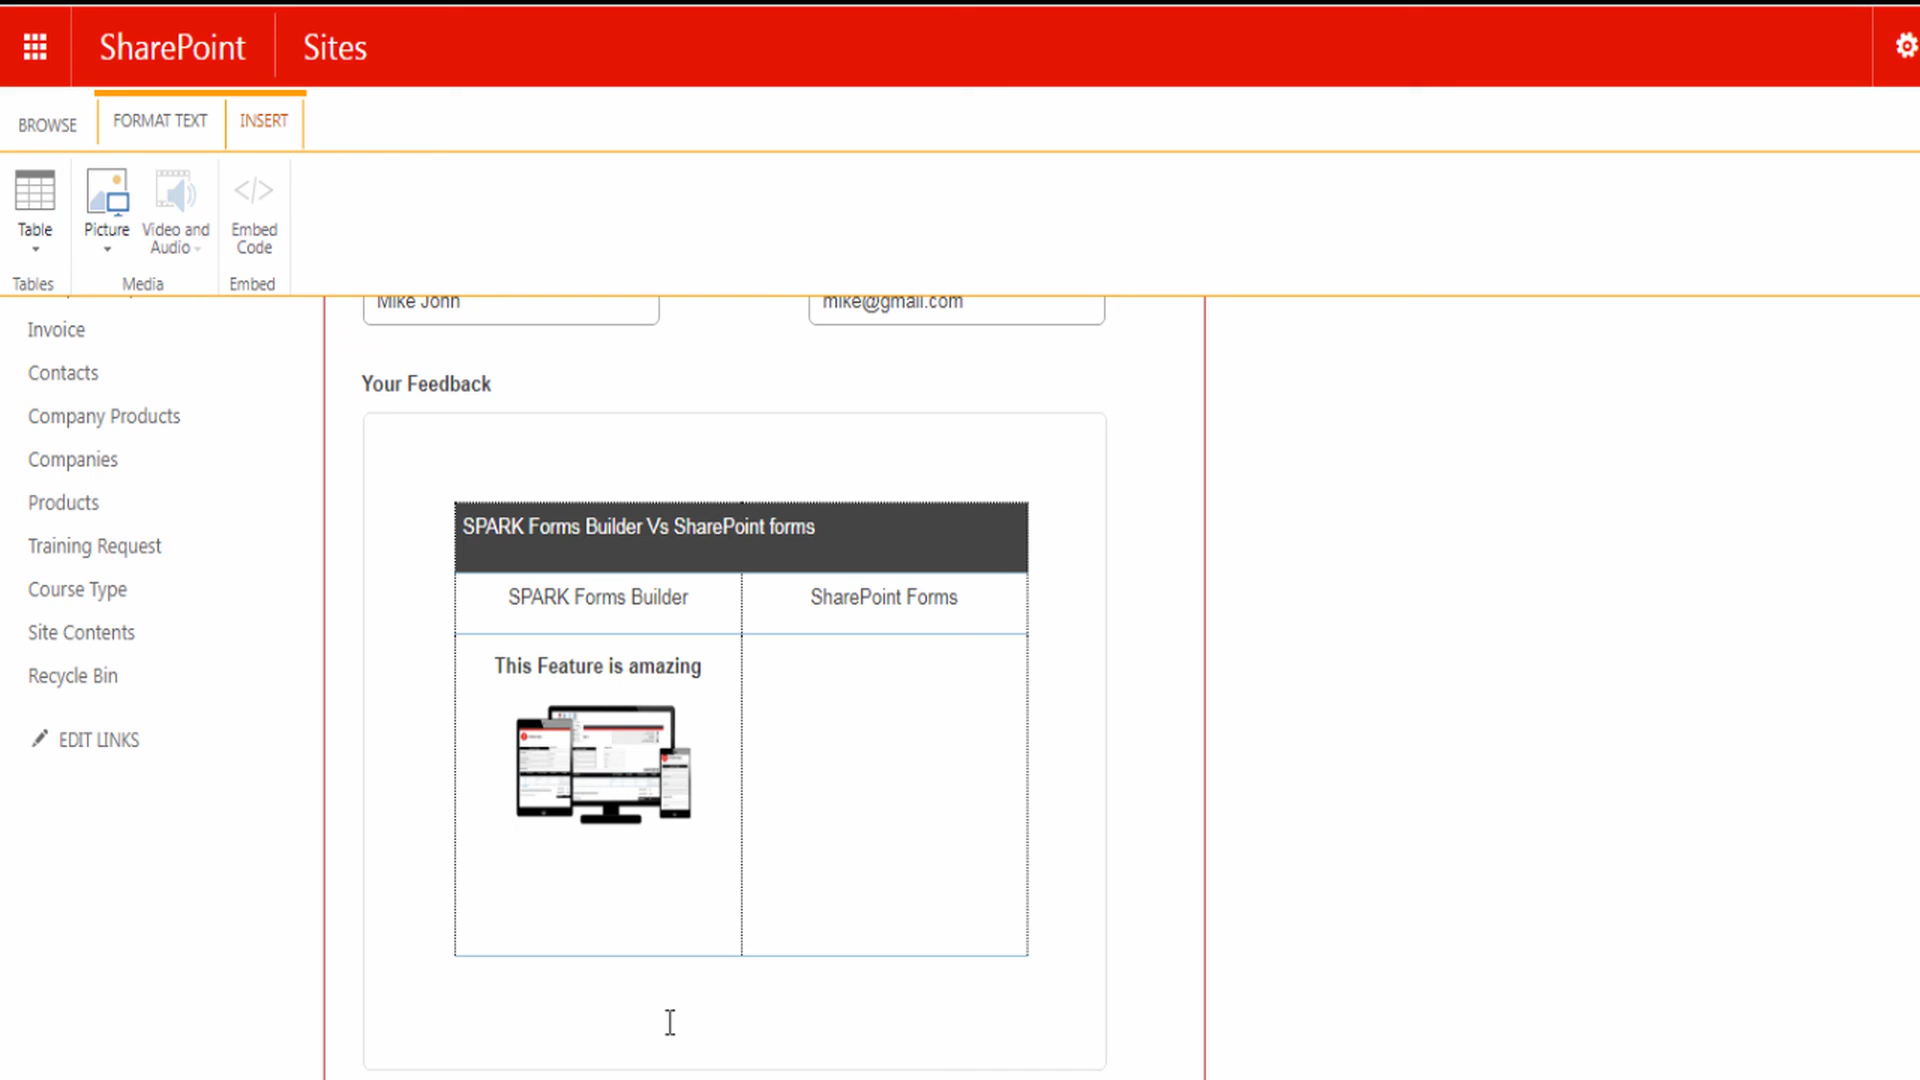 SharePoint
Sites
BROWSE
FORMAT TEXT
INSERT
Table
Picture
Video and
Audio
Embed
Code
Tables
Media
Embed
Invoice
Contacts
Company Products
Companies
Products
Training Request
Course Type
Site Contents
Recycle Bin
EDIT LINKS
Mike John
mike@gmail.com
Your Feedback
SPARK Forms Builder Vs SharePoint forms
SPARK Forms Builder
SharePoint Forms
This Feature is amazing